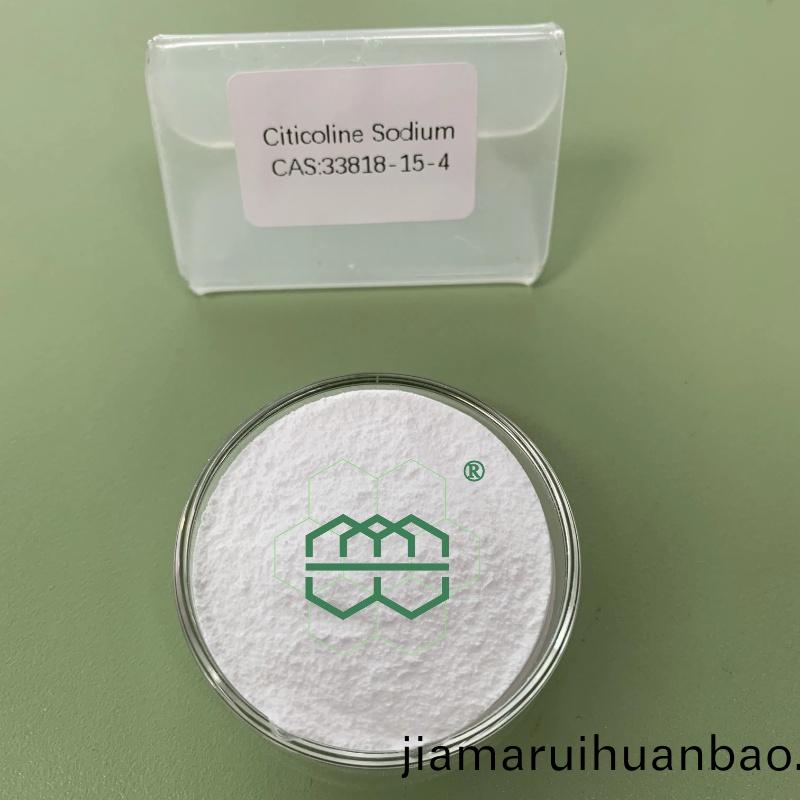 Citicoline Sodium
CAS:33818-15-4
®
jiamaruihuanbao.